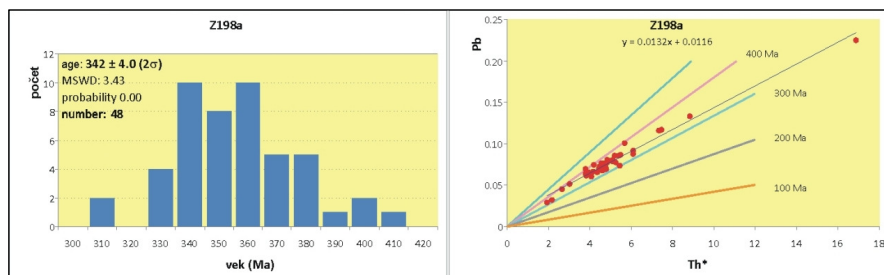 Z198a
12
10
8
6
4
2
0
počet
age: 342 ± 4.0 (2σ)
MSWD: 3.43
probability 0.00
number: 48
300 310 320 330 340 350 360 370 380 390 400 410 420
vek (Ma)
Z198a
y = 0.0132x + 0.0116
Pb
0.25
0.20
0.15
0.10
0.05
0.00
400 Ma
300 Ma
200 Ma
100 Ma
0 2 4 6 8 10 12 14 16 18
Th*